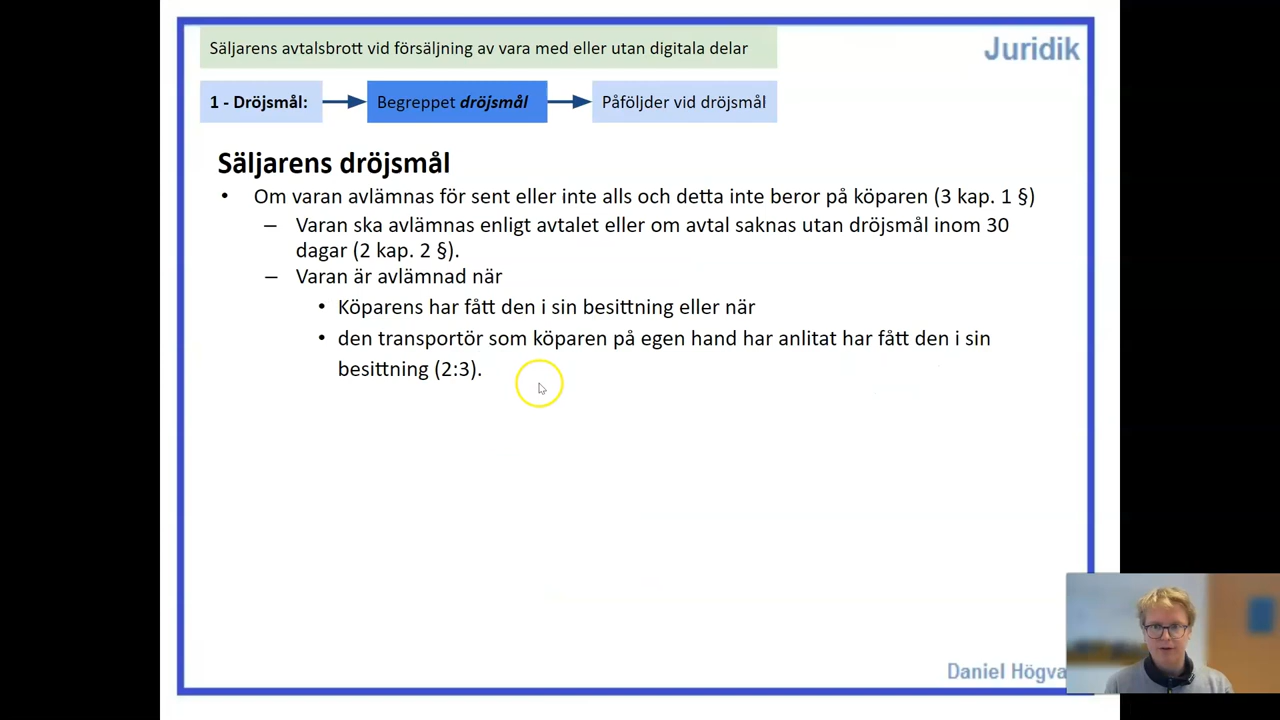 Säljarens avtalsbrott vid försäljning av vara med eller utan digitala delar
Juridik
1 - Dröjsmål:
Begreppet dröjsmål
Påföljder vid dröjsmål
Säljarens dröjsmål
• Om varan avlämnas för sent eller inte alls och detta inte beror på köparen (3 kap. 1 §)
– Varan ska avlämnas enligt avtalet eller om avtal saknas utan dröjsmål inom 30
dagar (2 kap. 2 §).
– Varan är avlämnad när
• Köparens har fått den i sin besittning eller när
• den transportör som köparen på egen hand har anlitat har fått den i sin
besittning (2:3).
Daniel